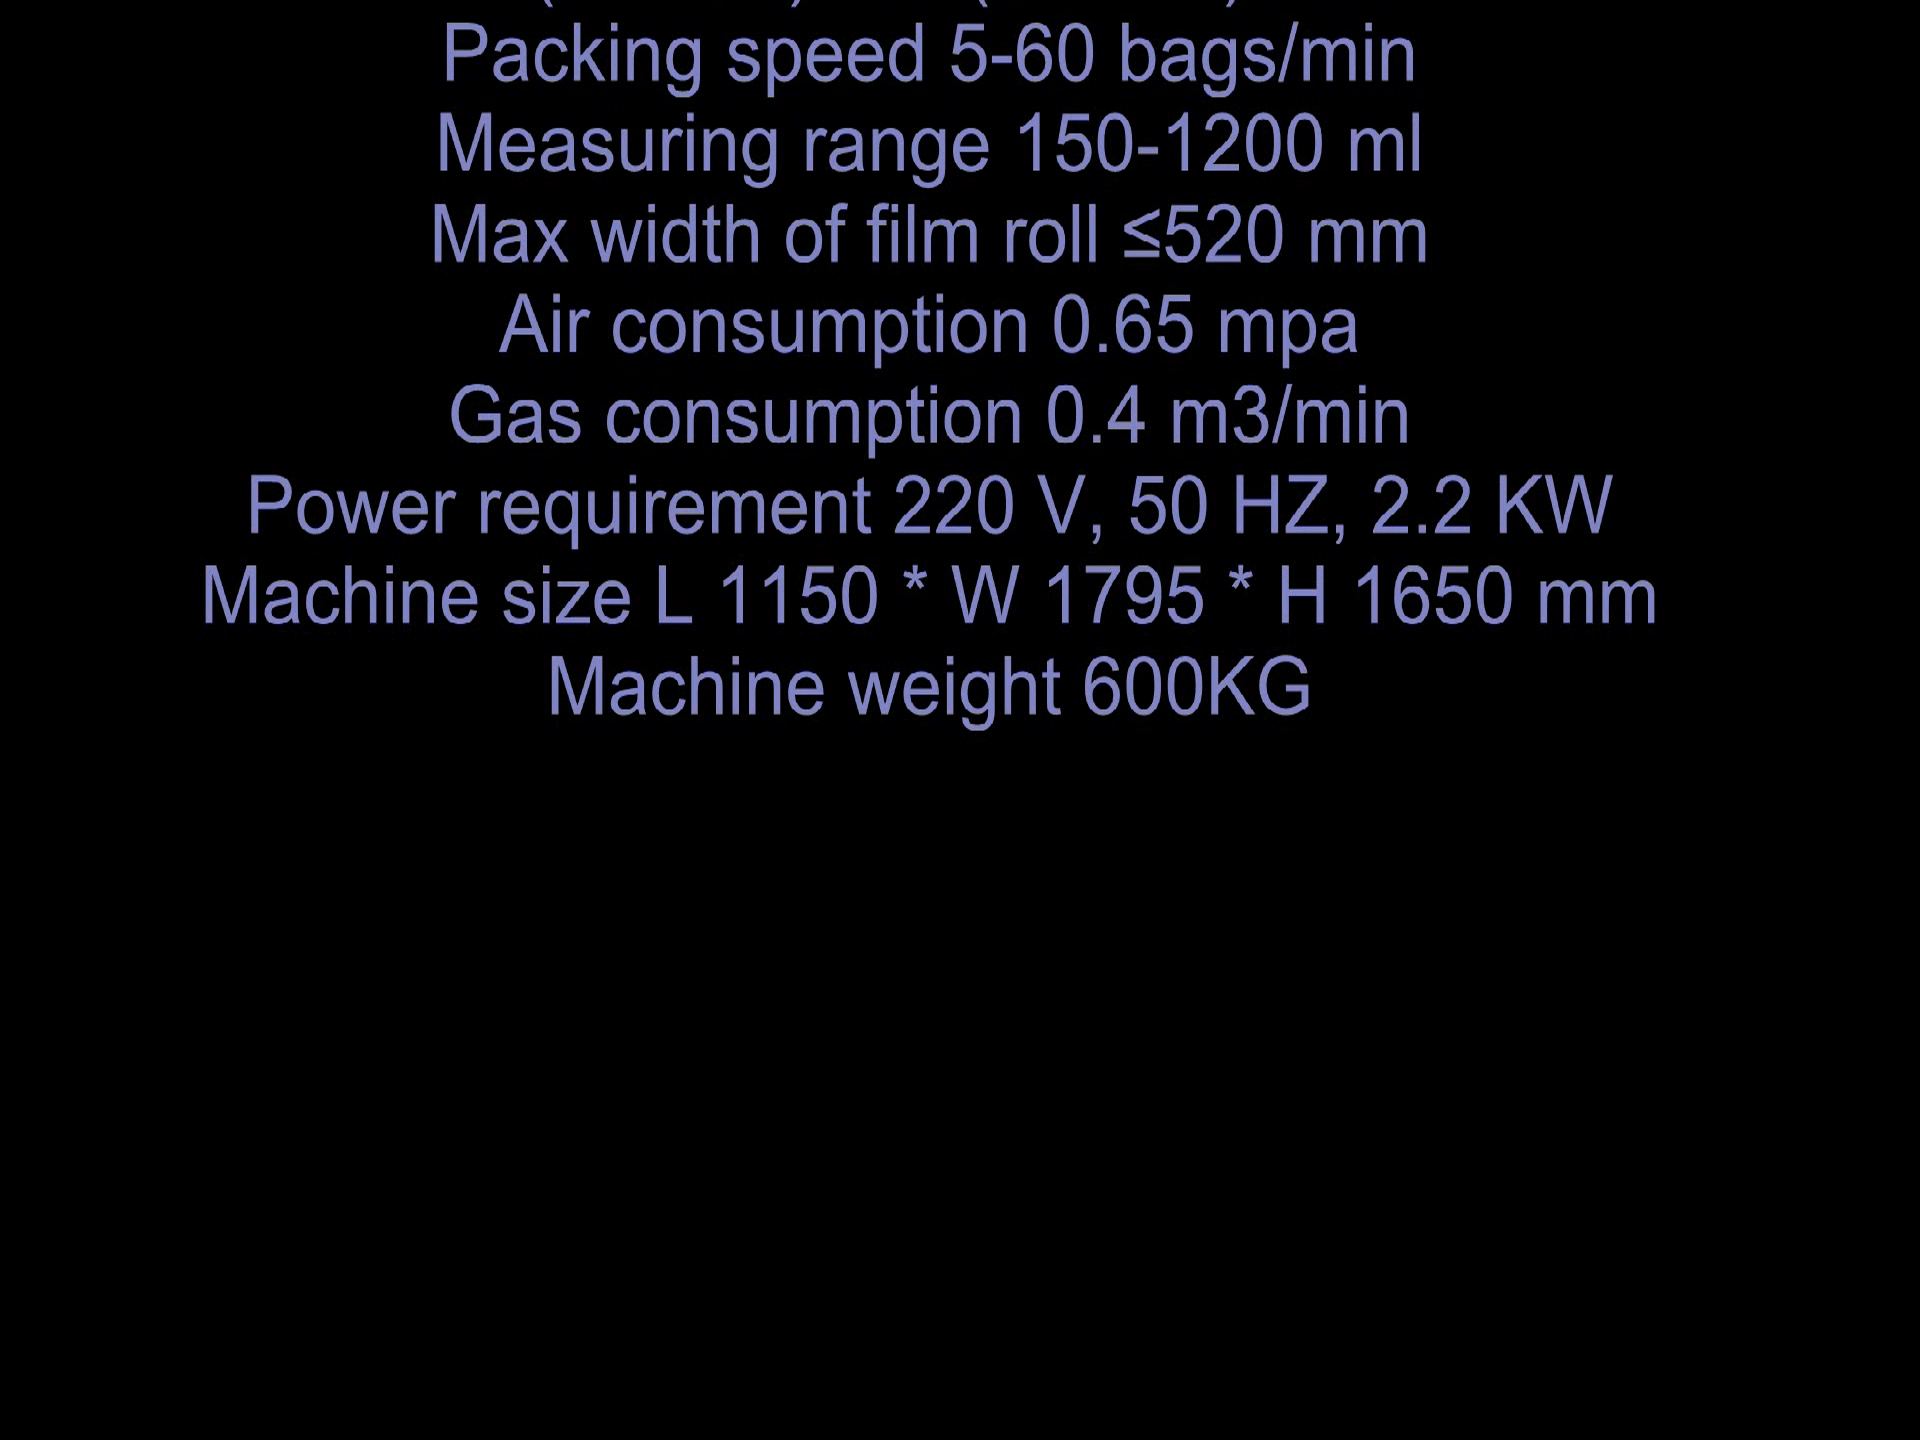 Packing speed 5-60 bags/min
Measuring range 150-1200 ml
Max width of film roll ≤520 mm
Air consumption 0.65 mpa
Gas consumption 0.4 m3/min
Power requirement 220 V, 50 HZ, 2.2 KW
Machine size L 1150 * W 1795 * H 1650 mm
Machine weight 600KG